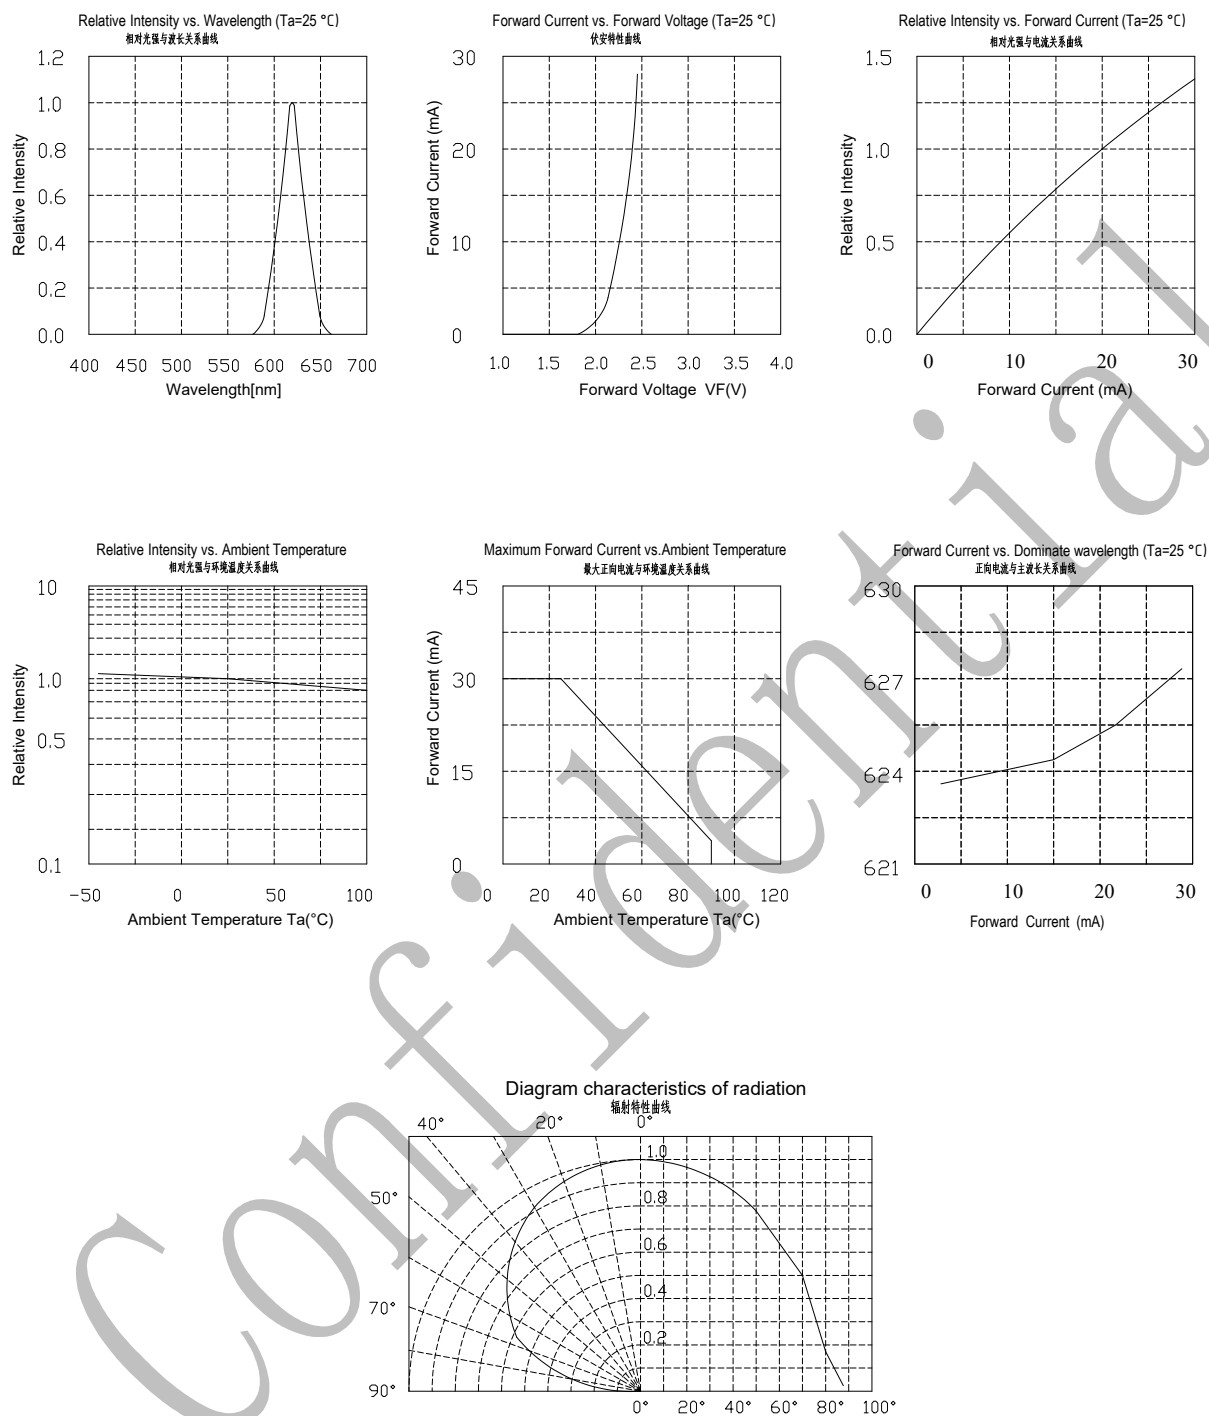 Relative Intensity vs. Wavelength (Ta=25 °C)
相对光强与波长关系曲线
1.2
1.0
0.8
0.6
0.4
0.2
0.0
Relative Intensity
400 450 500 550 600 650 700
Wavelength[nm]
Forward Current vs. Forward Voltage (Ta=25 °C)
伏安特性曲线
30
20
10
0
Forward Current (mA)
1.0 1.5 2.0 2.5 3.0 3.5 4.0
Forward Voltage VF(V)
Relative Intensity vs. Forward Current (Ta=25 °C)
相对光强与电流关系曲线
1.5
1.0
0.5
0.0
Relative Intensity
0 10 20 30
Forward Current (mA)
Relative Intensity vs. Ambient Temperature
相对光强与环境温度关系曲线
10
1.0
0.5
0.1
Relative Intensity
-50 0 50 100
Ambient Temperature Ta(°C)
Maximum Forward Current vs.Ambient Temperature
最大正向电流与环境温度关系曲线
45
30
15
0
Forward Current (mA)
0 20 40 60 80 100 120
Ambient Temperature Ta(°C)
Forward Current vs. Dominate wavelength (Ta=25 °C)
正向电流与主波长关系曲线
630
627
624
621
0 10 20 30
Forward Current (mA)
Diagram characteristics of radiation
辐射特性曲线
40° 20° 0°
50°
70°
90°
1.0
0.8
0.6
0.4
0.2
0° 20° 40° 60° 80° 100°
Confidential